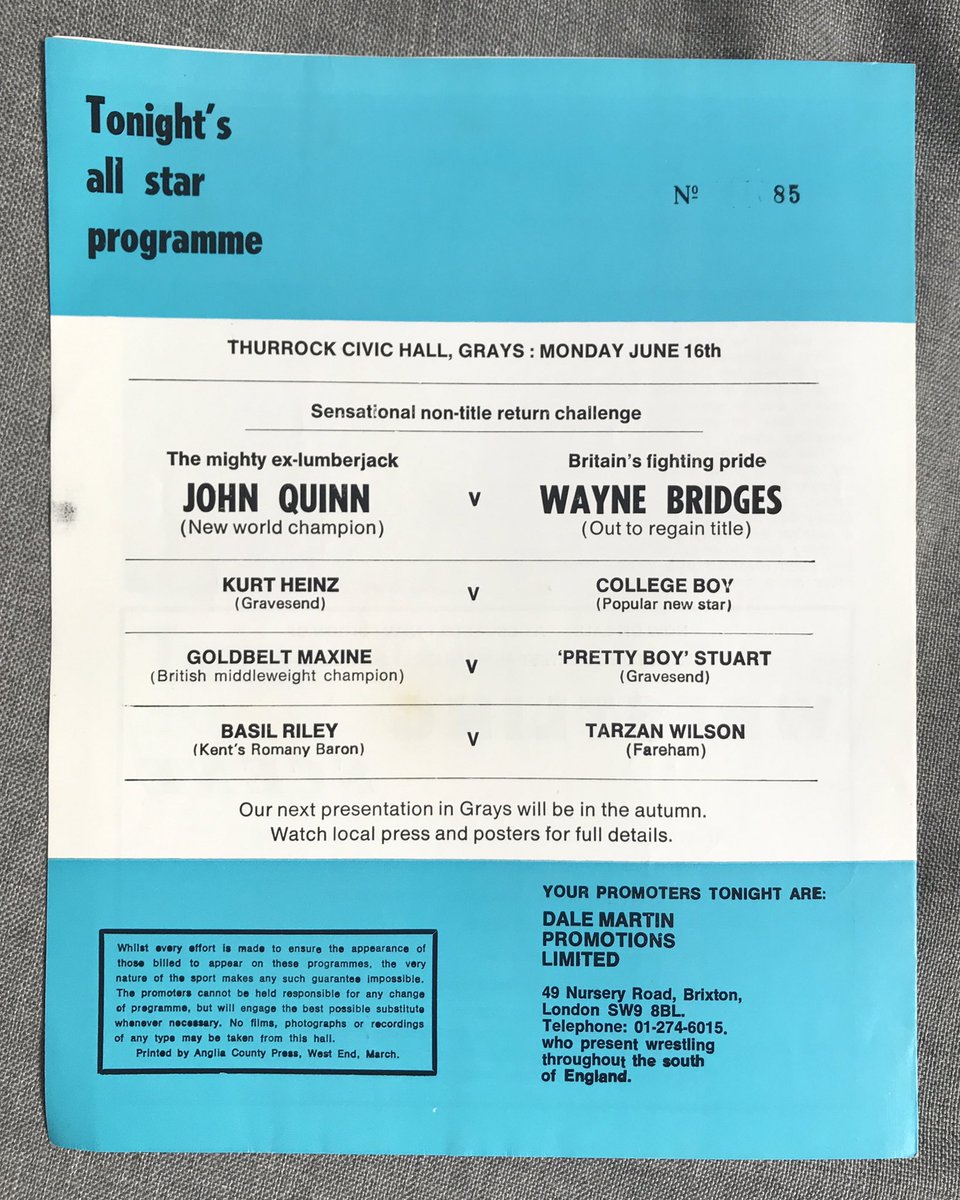 Tonight's
all star
programme
Nº 85
THURROCK CIVIC HALL, GRAYS : MONDAY JUNE 16th
Sensational non-title return challenge
The mighty ex-lumberjack
JOHN QUINN
(New world champion)
v
Britain's fighting pride
WAYNE BRIDGES
(Out to regain title)
KURT HEINZ
(Gravesend)
v
COLLEGE BOY
(Popular new star)
GOLDBELT MAXINE
(British middleweight champion)
v
'PRETTY BOY' STUART
(Gravesend)
BASIL RILEY
(Kent's Romany Baron)
v
TARZAN WILSON
(Fareham)
Our next presentation in Grays will be in the autumn.
Watch local press and posters for full details.
Whilst every effort is made to ensure the appearance of
those billed to appear on these programmes, the very
nature of the sport makes any such guarantee impossible.
The promoters cannot be held responsible for any change
of programme, but will engage the best possible substitute
whenever necessary. No films, photographs or recordings
of any type may be taken from this hall.
Printed by Anglia County Press, West End, March.
YOUR PROMOTERS TONIGHT ARE:
DALE MARTIN
PROMOTIONS
LIMITED
49 Nursery Road, Brixton,
London SW9 8BL.
Telephone: 01-274-6015.
who present wrestling
throughout the south
of England.